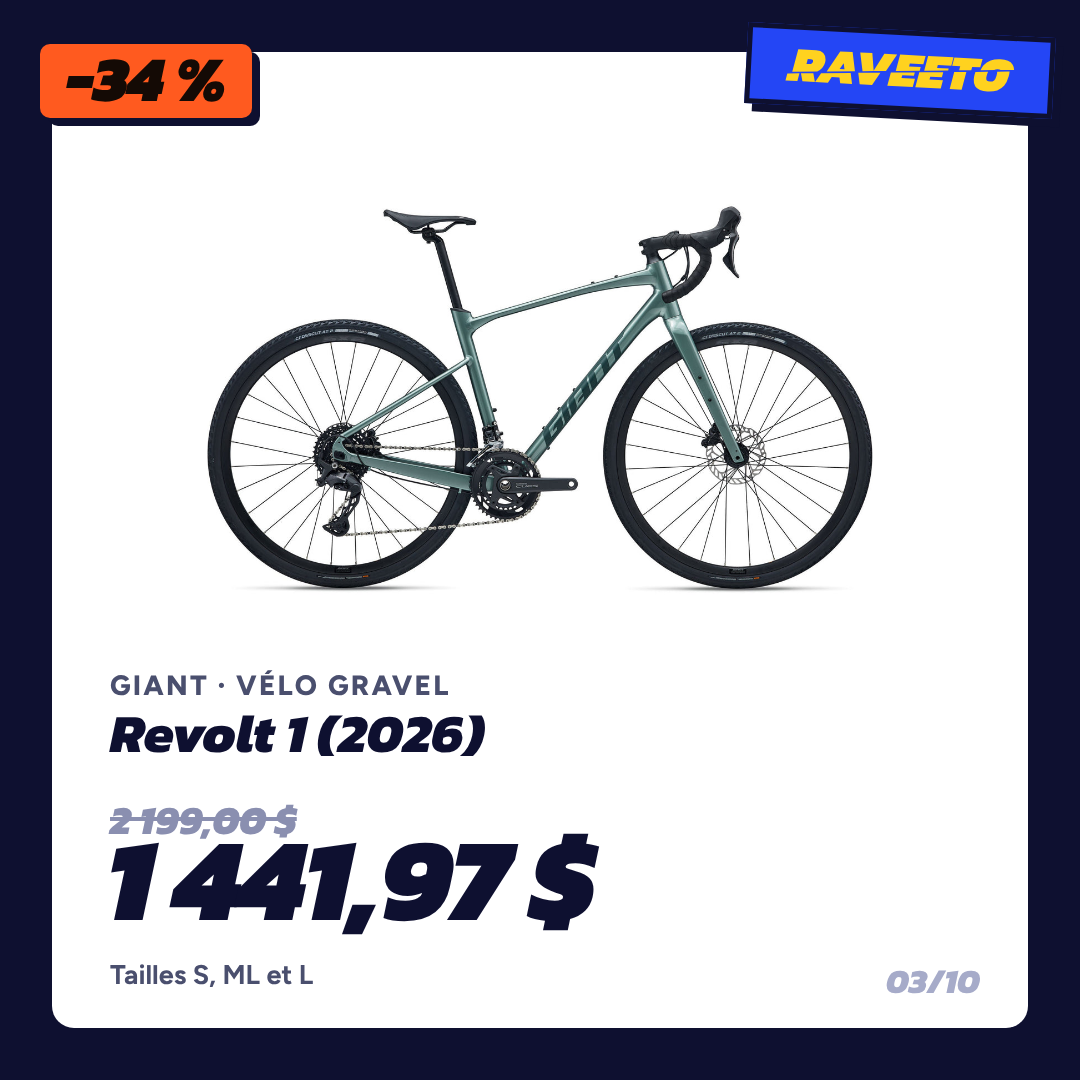 -34 %
RAVEETO
GIANT
GIANT · VÉLO GRAVEL
Revolt 1 (2026)
2 199,00 $
1 441,97 $
Tailles S, ML et L
03/10